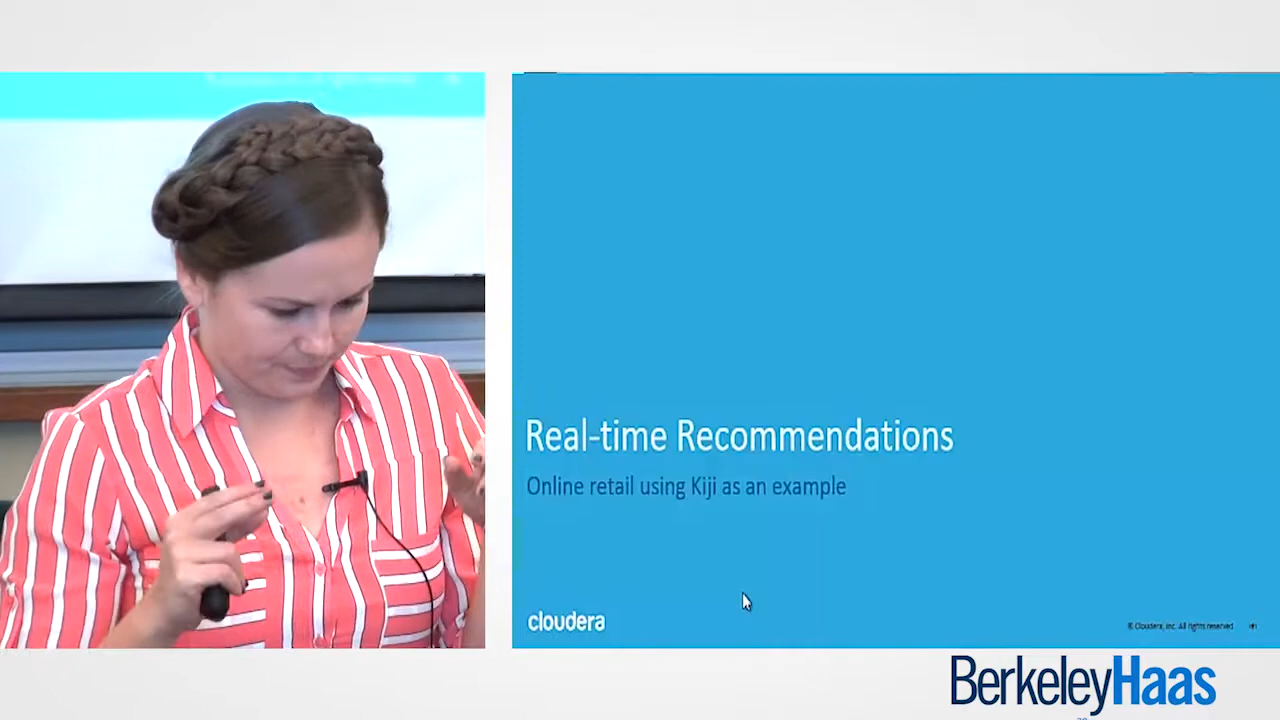 Real-time Recommendations
Online retail using Kiji as an example
cloudera
© Cloudera, Inc. All rights reserved.
BerkeleyHaas